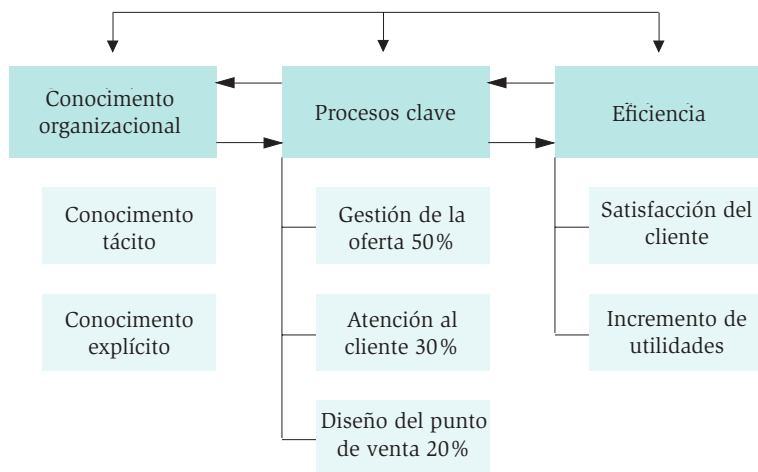 Conocimento
organizacional
Procesos clave
Eficiencia
Conocimento
tácito
Gestión de la
oferta 50%
Satisfacción del
cliente
Conocimento
explícito
Atención al
cliente 30%
Incremento de
utilidades
Diseño del punto
de venta 20%